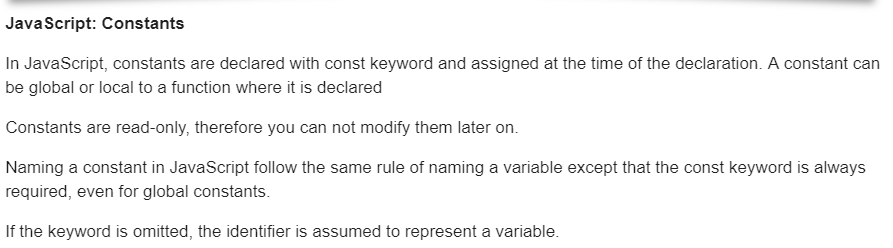 JavaScript: Constants
In JavaScript, constants are declared with const keyword and assigned at the time of the declaration. A constant can
be global or local to a function where it is declared
Constants are read-only, therefore you can not modify them later on.
Naming a constant in JavaScript follow the same rule of naming a variable except that the const keyword is always
required, even for global constants.
If the keyword is omitted, the identifier is assumed to represent a variable.